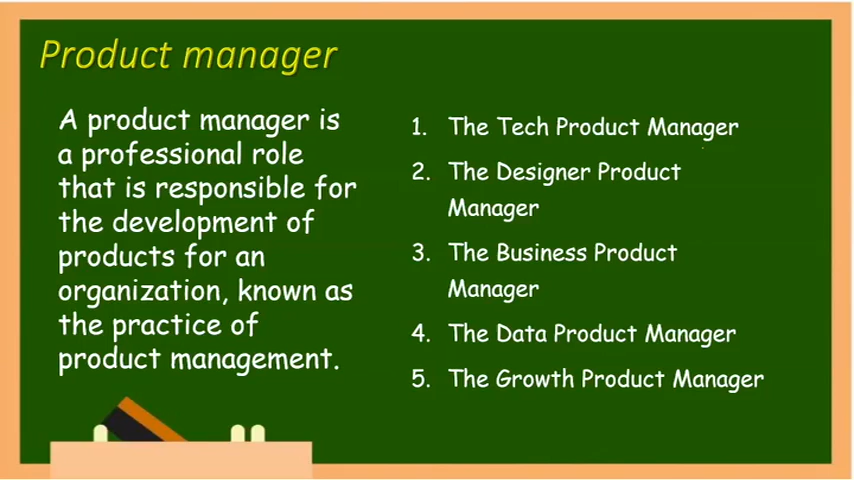 Product manager
A product manager is
a professional role
that is responsible for
the development of
products for an
organization, known as
the practice of
product management.
1. The Tech Product Manager
2. The Designer Product
Manager
3. The Business Product
Manager
4. The Data Product Manager
5. The Growth Product Manager